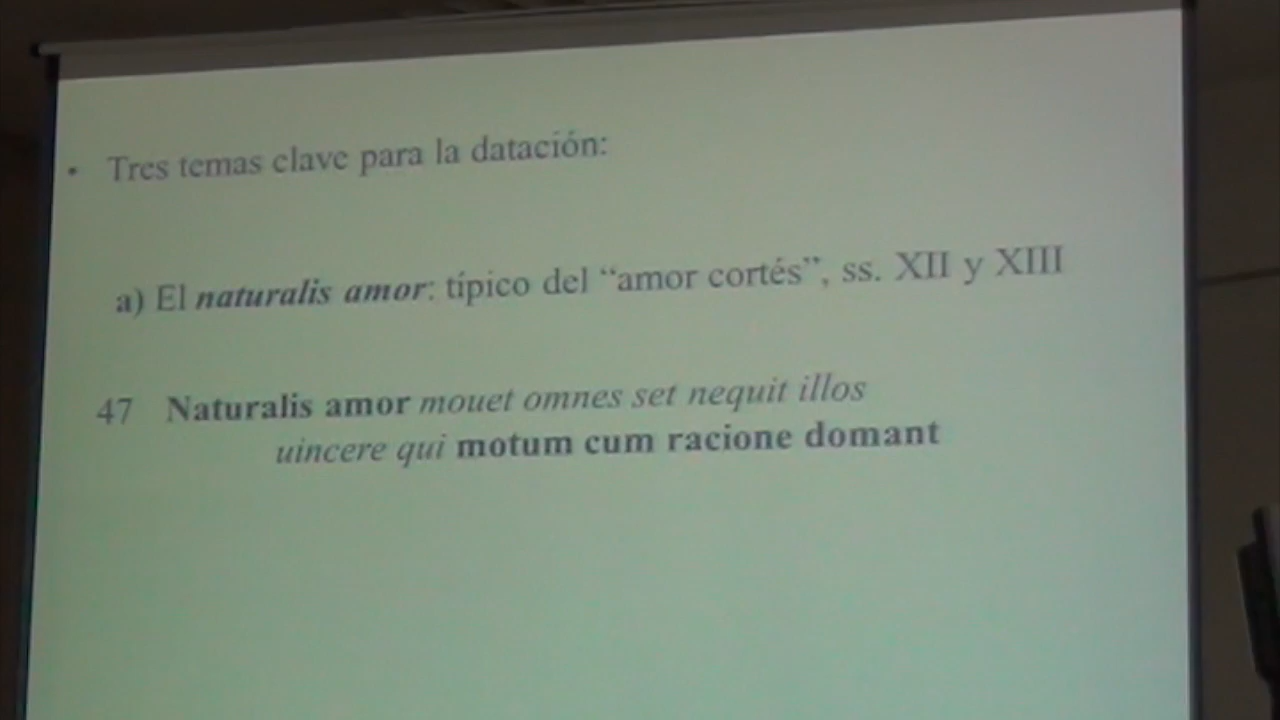 • Tres temas clave para la datación:
a) El naturalis amor: típico del “amor cortés”, ss. XII y XIII
47 Naturalis amor mouet omnes set nequit illos
uincere qui motum cum racione domant